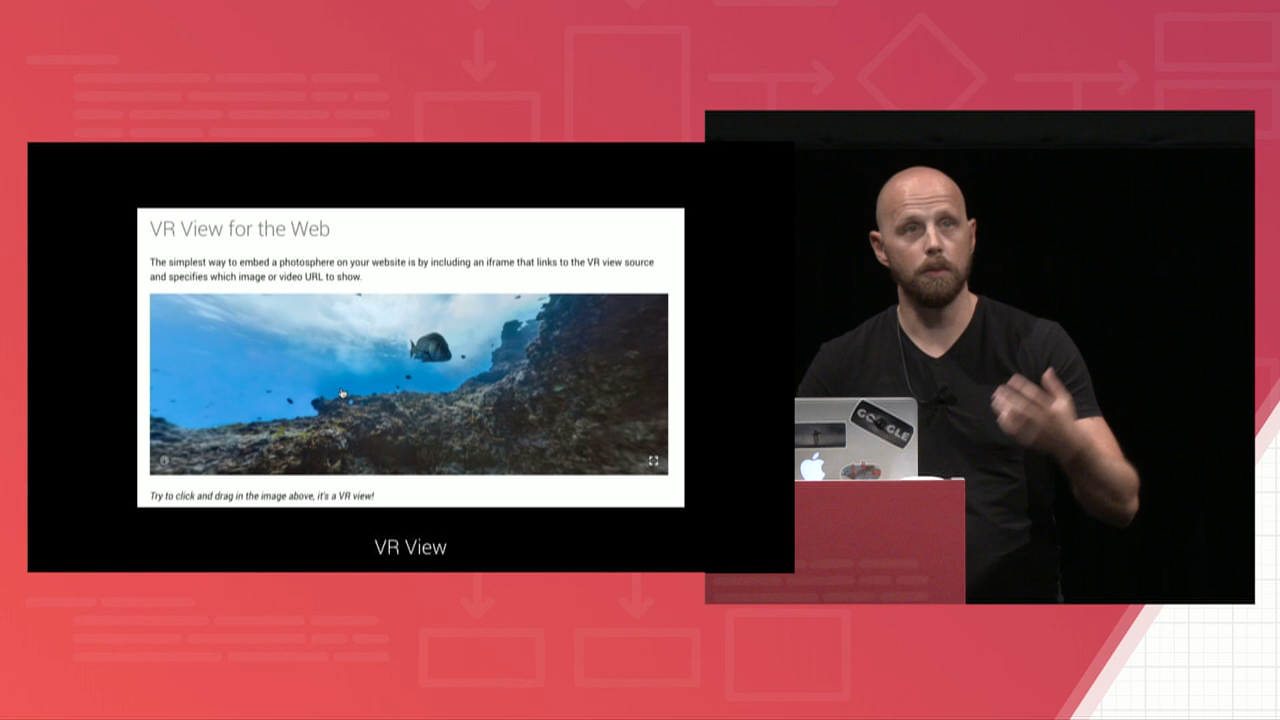 VR View for the Web
The simplest way to embed a photosphere on your website is by including an iframe that links to the VR view source
and specifies which image or video URL to show.
Try to click and drag in the image above, it's a VR view!
VR View
GOOGLE